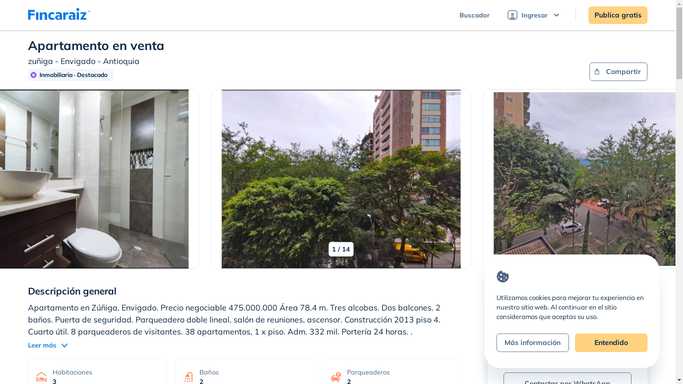 Fincaraiz
Buscador
Ingresar
Publica gratis
Apartamento en venta
zuñiga - Envigado - Antioquia
Inmobiliaria · Destacado
Compartir
1 / 14
Descripción general
Apartamento en Zúñiga, Envigado. Precio negociable 475.000.000 Área 78.4 m. Tres alcobas. Dos balcones. 2
baños. Puerta de seguridad. Parqueadero doble lineal, salón de reuniones, ascensor. Construcción 2013 piso 4.
Cuarto útil. 8 parqueaderos de visitantes. 38 apartamentos, 1 x piso. Adm. 332 mil. Portería 24 horas. .
Leer más
Habitaciones
3
Baños
2
Parqueaderos
2
Utilizamos cookies para mejorar tu experiencia en
nuestro sitio web. Al continuar en el sitio
consideramos que aceptas su uso.
Más información
Entendido
Contactar por WhatsApp